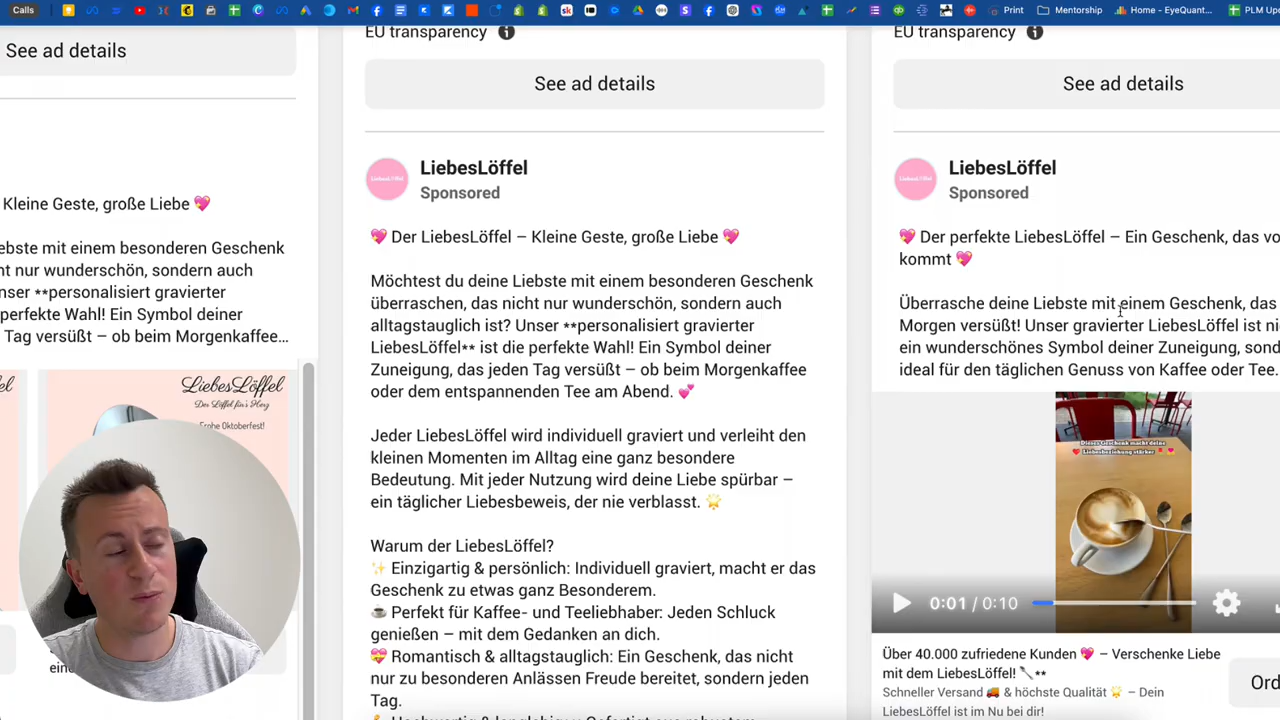 Calls
Print
Mentorship
Home - EyeQuant...
PLM Up
See ad details
Kleine Geste, große Liebe 💖
ebste mit einem besonderen Geschenk
ht nur wunderschön, sondern auch
nser **personalisiert gravierter
perfekte Wahl! Ein Symbol deiner
Tag versüßt – ob beim Morgenkaffee...
LiebesLöffel
Der Löffel für's Herz
Frohe Oktoberfest!
EU transparency
See ad details
LiebesLöffel
Sponsored
💖 Der LiebesLöffel – Kleine Geste, große Liebe 💖
Möchtest du deine Liebste mit einem besonderen Geschenk
überraschen, das nicht nur wunderschön, sondern auch
alltagstauglich ist? Unser **personalisiert gravierter
LiebesLöffel** ist die perfekte Wahl! Ein Symbol deiner
Zuneigung, das jeden Tag versüßt – ob beim Morgenkaffee
oder dem entspannenden Tee am Abend. 💕
Jeder LiebesLöffel wird individuell graviert und verleiht den
kleinen Momenten im Alltag eine ganz besondere
Bedeutung. Mit jeder Nutzung wird deine Liebe spürbar –
ein täglicher Liebesbeweis, der nie verblasst. 🌟
Warum der LiebesLöffel?
✨ Einzigartig & persönlich: Individuell graviert, macht er das
Geschenk zu etwas ganz Besonderem.
☕ Perfekt für Kaffee- und Teeliebhaber: Jeden Schluck
genießen – mit dem Gedanken an dich.
💝 Romantisch & alltagstauglich: Ein Geschenk, das nicht
nur zu besonderen Anlässen Freude bereitet, sondern jeden
Tag.
EU transparency
See ad details
LiebesLöffel
Sponsored
💖 Der perfekte LiebesLöffel – Ein Geschenk, das vo
kommt 💖
Überrasche deine Liebste mit einem Geschenk, das
Morgen versüßt! Unser gravierter LiebesLöffel ist ni
ein wunderschönes Symbol deiner Zuneigung, sond
ideal für den täglichen Genuss von Kaffee oder Tee.
Dieses Geschenk macht deine
Liebesbeziehung stärker
0:01 / 0:10
Über 40.000 zufriedene Kunden 💖 – Verschenke Liebe
mit dem LiebesLöffel! 🥄**
Schneller Versand 🚚 & höchste Qualität 🌟 – Dein
LiebesLöffel ist im Nu bei dir!
Ord